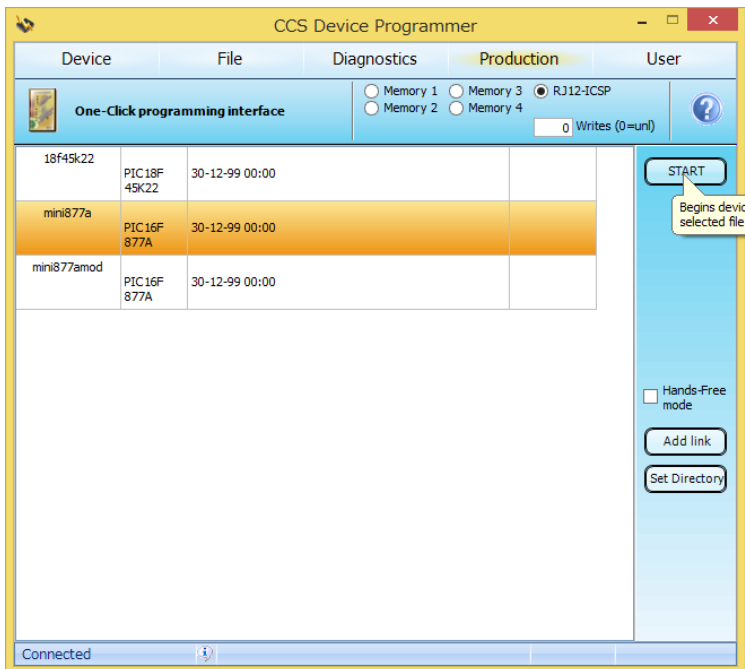 CCS Device Programmer
Device File Diagnostics Production User
One-Click programming interface
Memory 1 Memory 3 RJ12-ICSP
Memory 2 Memory 4
0 Writes (0=unl)
18f45k22
PIC18F
45K22
30-12-99 00:00
mini877a
PIC16F
877A
30-12-99 00:00
mini877amod
PIC16F
877A
30-12-99 00:00
START
Begins devic
selected file
Hands-Free
mode
Add link
Set Directory
Connected